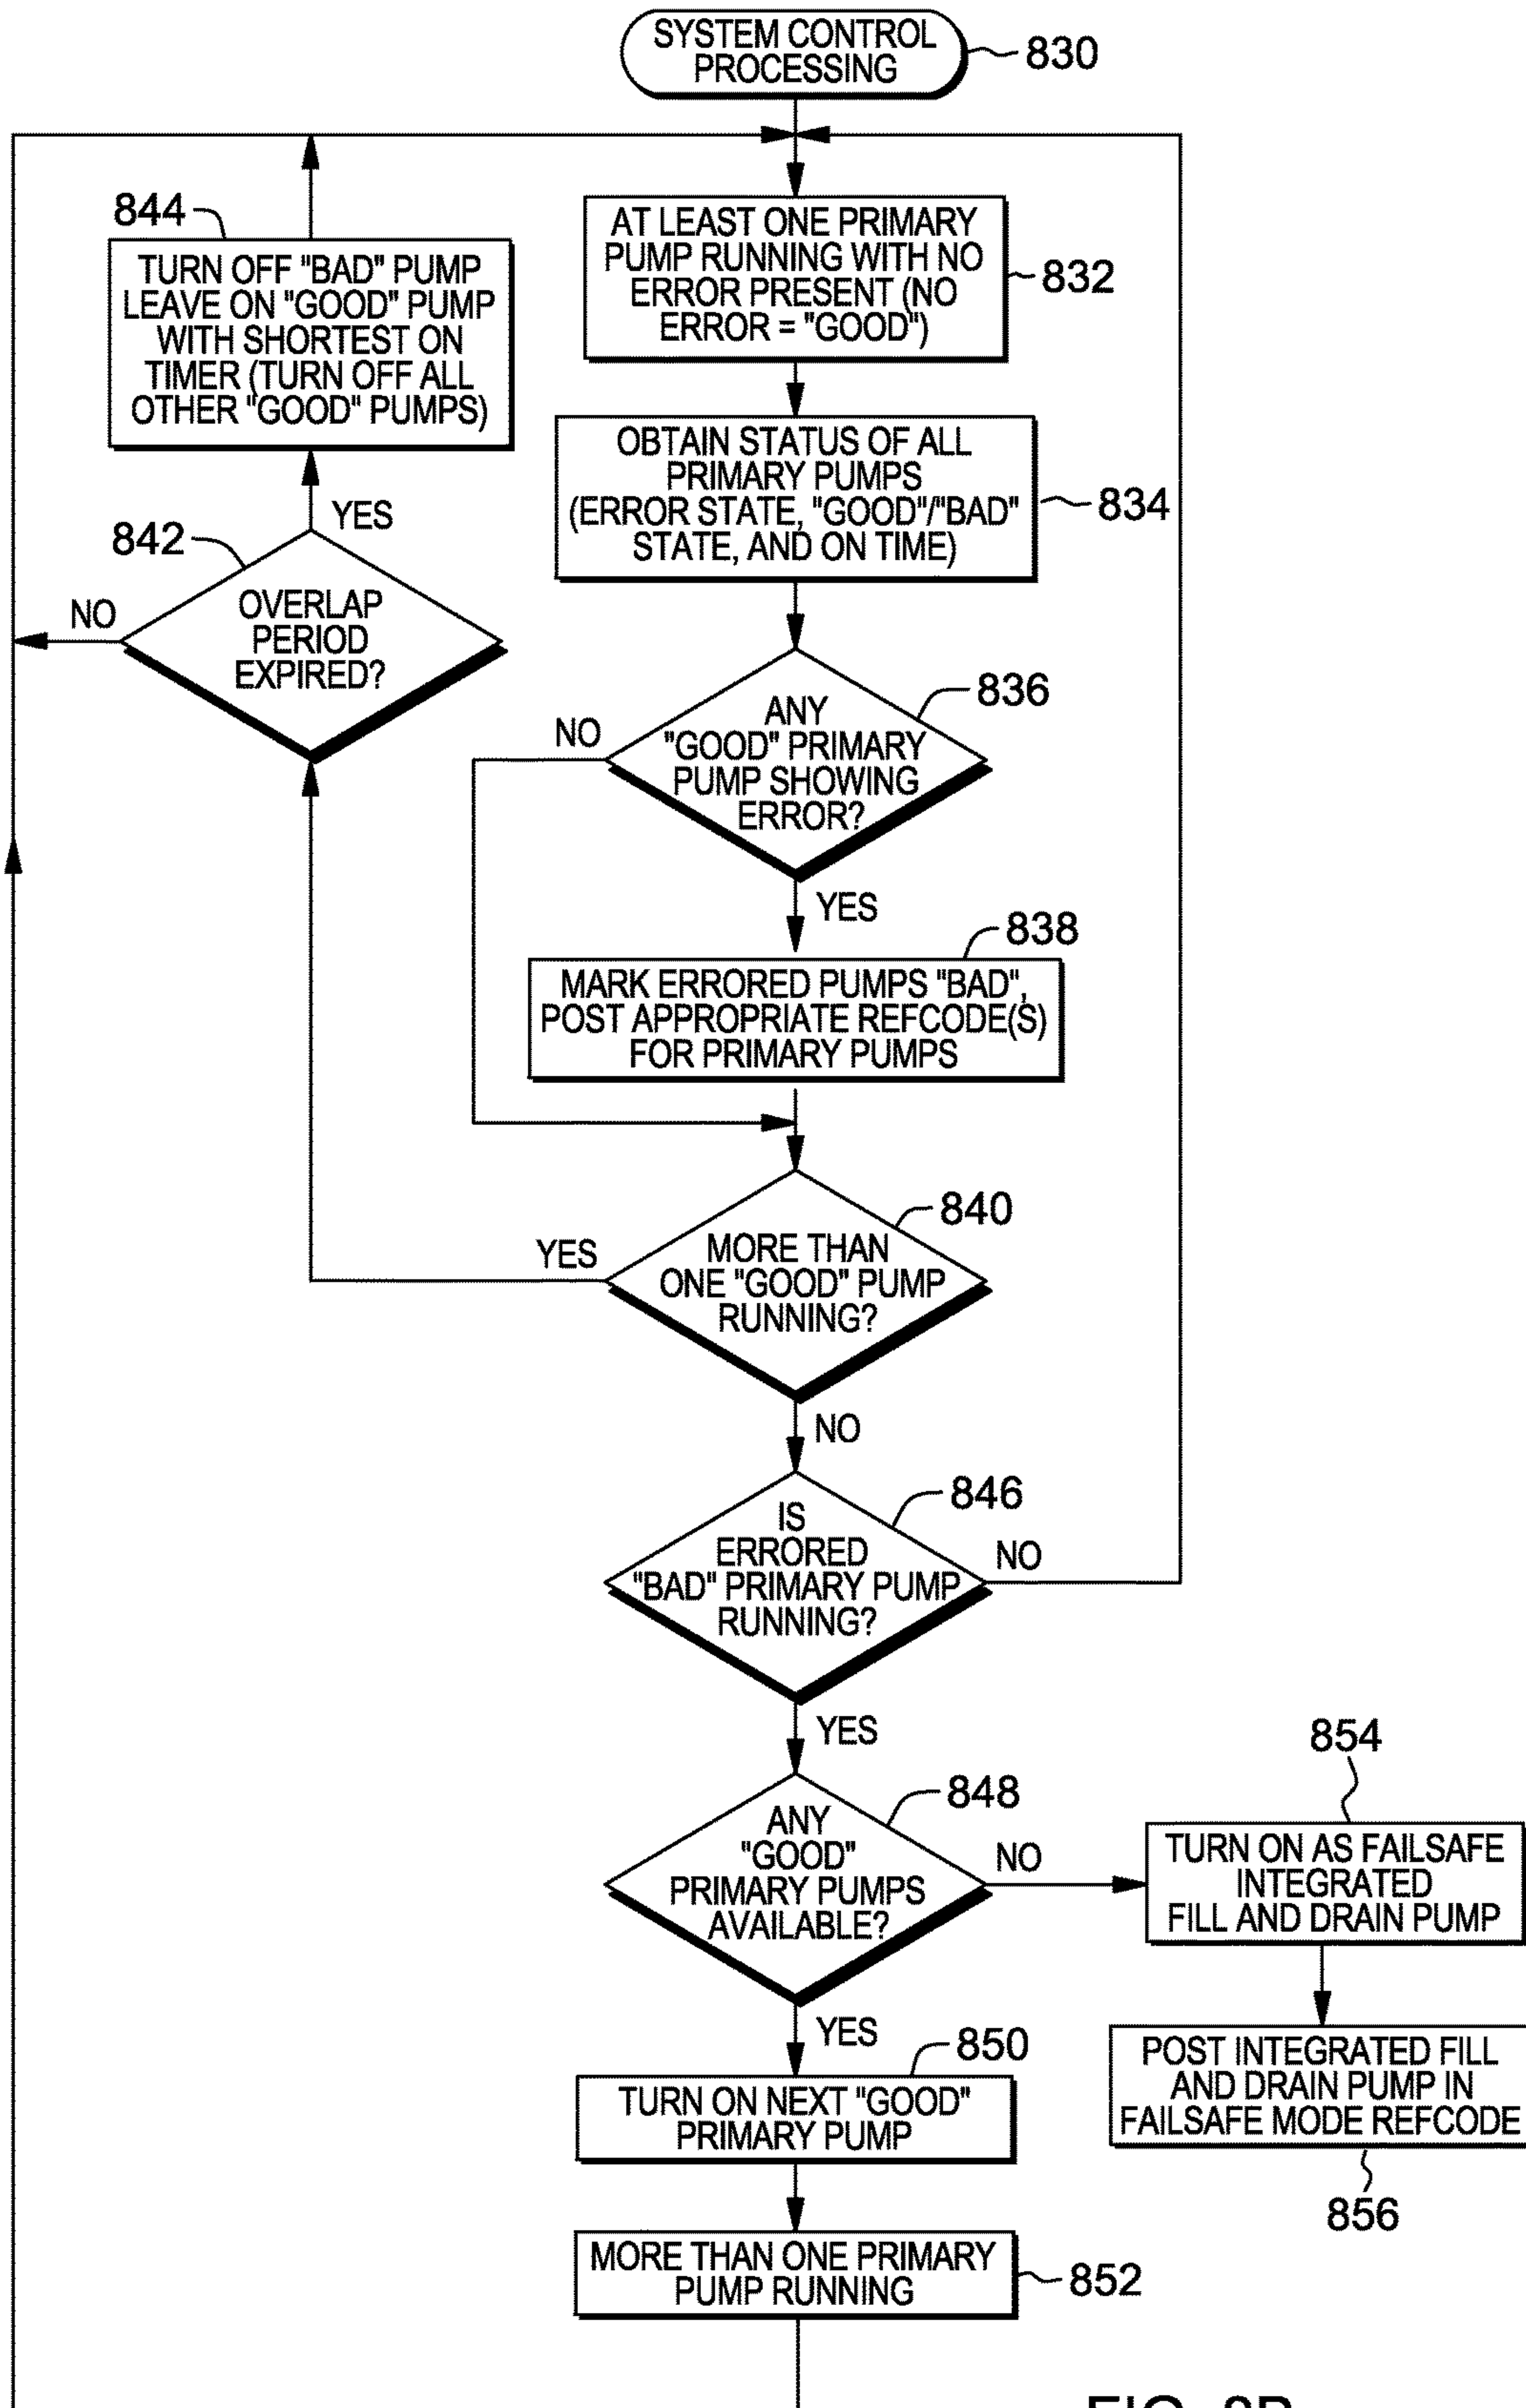 SYSTEM CONTROL
PROCESSING
830
AT LEAST ONE PRIMARY
PUMP RUNNING WITH NO
ERROR PRESENT (NO
ERROR = "GOOD")
832
844
TURN OFF "BAD" PUMP
LEAVE ON "GOOD" PUMP
WITH SHORTEST ON
TIMER (TURN OFF ALL
OTHER "GOOD" PUMPS)
OBTAIN STATUS OF ALL
PRIMARY PUMPS
(ERROR STATE, "GOOD"/"BAD"
STATE, AND ON TIME)
834
YES
842
OVERLAP
PERIOD
EXPIRED?
NO
836
ANY
"GOOD" PRIMARY
PUMP SHOWING
ERROR?
NO
YES
838
MARK ERRORED PUMPS "BAD",
POST APPROPRIATE REFCODE(S)
FOR PRIMARY PUMPS
840
MORE THAN
ONE "GOOD" PUMP
RUNNING?
YES
NO
846
IS
ERRORED
"BAD" PRIMARY PUMP
RUNNING?
NO
YES
848
ANY
"GOOD"
PRIMARY PUMPS
AVAILABLE?
NO
854
TURN ON AS FAILSAFE
INTEGRATED
FILL AND DRAIN PUMP
YES
850
TURN ON NEXT "GOOD"
PRIMARY PUMP
POST INTEGRATED FILL
AND DRAIN PUMP IN
FAILSAFE MODE REFCODE
856
MORE THAN ONE PRIMARY
PUMP RUNNING
852